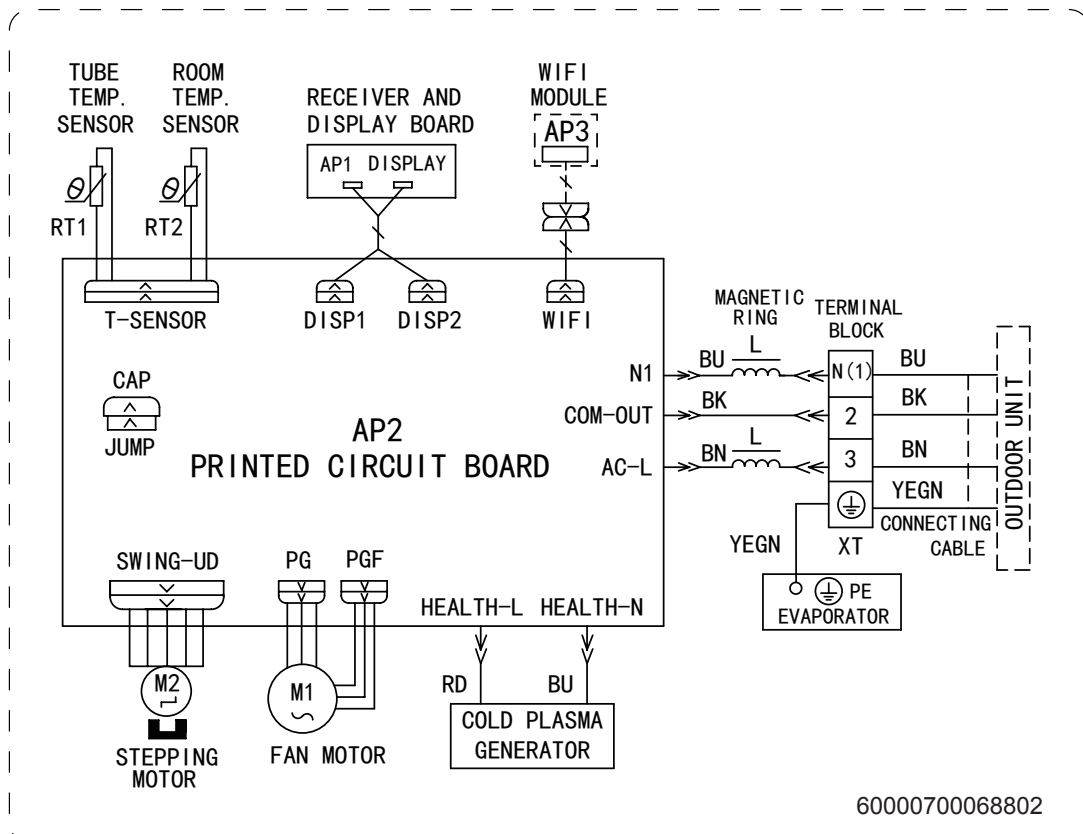 TUBE
TEMP.
SENSOR
ROOM
TEMP.
SENSOR
RECEIVER AND
DISPLAY BOARD
WIFI
MODULE
AP3
AP1 DISPLAY
θ
RT1
θ
RT2
T-SENSOR
DISP1
DISP2
WIFI
MAGNETIC
RING
TERMINAL
BLOCK
N1
BU
L
N(1)
BU
COM-OUT
BK
2
BK
AC-L
BN
L
3
BN
YEGN
OUTDOOR UNIT
CONNECTING
CABLE
XT
YEGN
PE
EVAPORATOR
CAP
JUMP
AP2
PRINTED CIRCUIT BOARD
SWING-UD
PG
PGF
HEALTH-L
HEALTH-N
M2
M1
RD
BU
STEPPING
MOTOR
FAN MOTOR
COLD PLASMA
GENERATOR
60000700068802